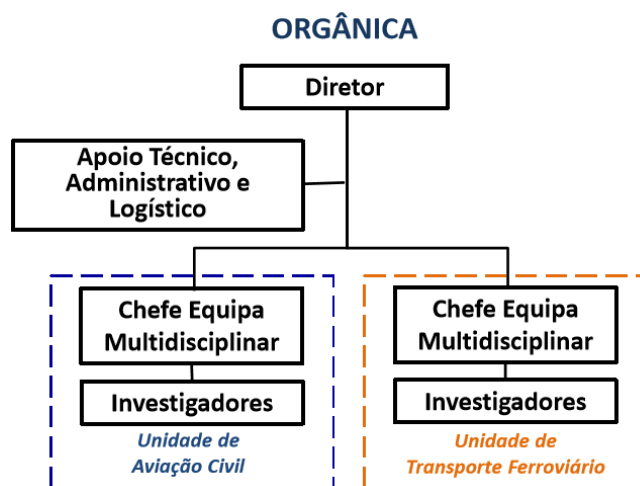 ORGÂNICA
Diretor
Apoio Técnico,
Administrativo e
Logístico
Chefe Equipa
Multidisciplinar
Investigadores
Unidade de
Aviação Civil
Chefe Equipa
Multidisciplinar
Investigadores
Unidade de
Transporte Ferroviário